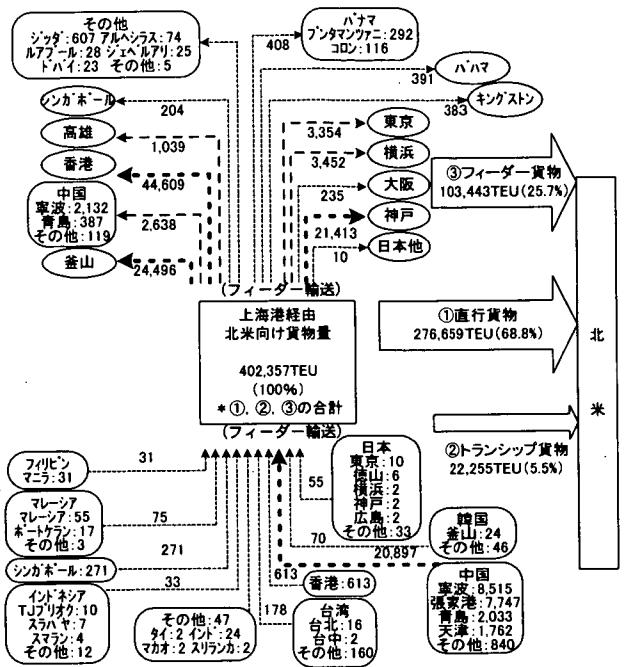 その他
ジッダ:607 アルヘシラス:74
ルアブール:28 ジェベルアリ:25
ドバイ:23 その他:5
408
パナマ
プンタマンツァニ:292
コロン:116
391
バハマ
383
キングストン
シンガポール
204
高雄
1,039
香港
44,609
中国
寧波:2,132
青島:387
その他:119
2,638
釜山
24,496
3,354
東京
3,452
横浜
235
大阪
21,413
神戸
10
日本他
③フィーダー貨物
103,443TEU(25.7%)
(フィーダー輸送)
上海港経由
北米向け貨物量
402,357TEU
(100%)
*①,②,③の合計
(フィーダー輸送)
①直行貨物
276,659TEU(68.8%)
北米
②トランシップ貨物
22,255TEU(5.5%)
フィリピン
マニラ:31
31
マレーシア
マレーシア:55
ポートケラン:17
その他:3
75
シンガポール:271
271
インドネシア
TJプリオク:10
スラバヤ:7
スマラン:4
その他:12
33
その他:47
タイ:2 インド:24
マカオ:2 スリランカ:2
178
台湾
台北:16
台中:2
その他:160
613
香港:613
55
日本
東京:10
徳山:6
横浜:2
神戸:2
広島:2
その他:33
70
韓国
釜山:24
その他:46
20,897
中国
寧波:8,515
張家港:7,747
青島:2,033
天津:1,762
その他:840